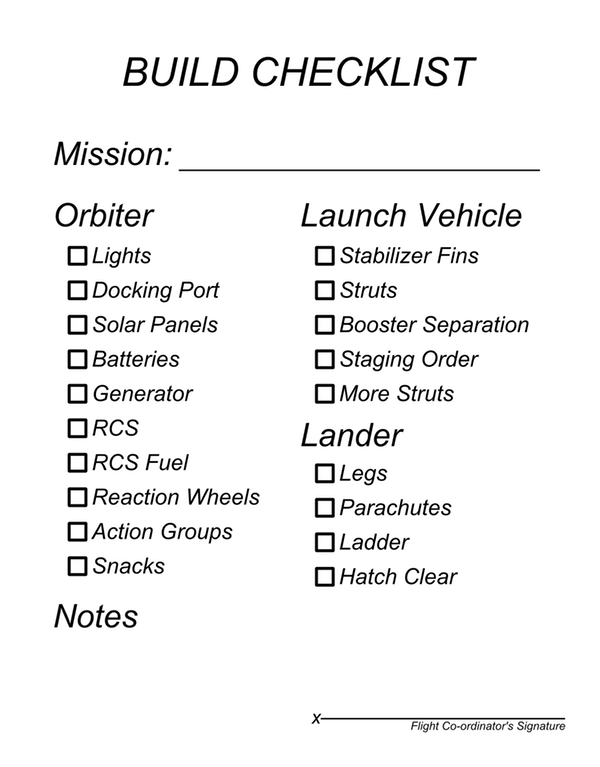 BUILD CHECKLIST
Mission:
Orbiter
Lights
Docking Port
Solar Panels
Batteries
Generator
RCS
RCS Fuel
Reaction Wheels
Action Groups
Snacks
Launch Vehicle
Stabilizer Fins
Struts
Booster Separation
Staging Order
More Struts
Lander
Legs
Parachutes
Ladder
Hatch Clear
Notes
x
Flight Co-ordinator's Signature